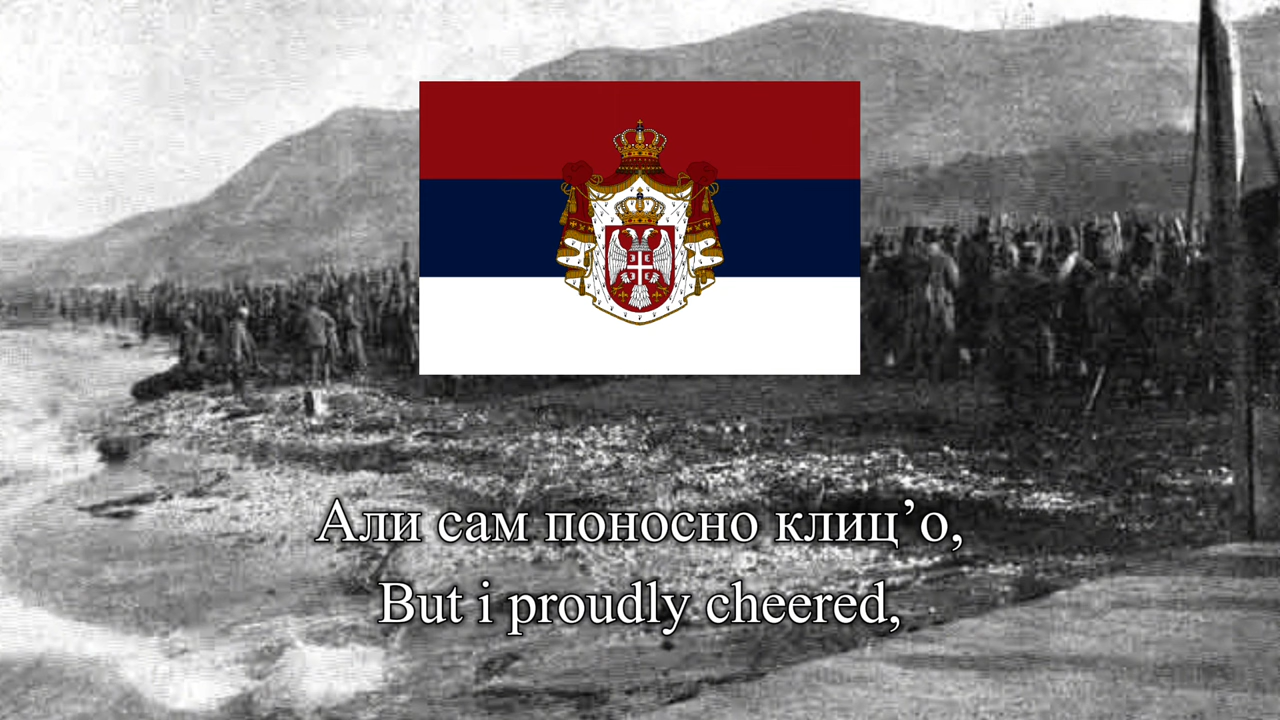 Али сам поносно клиц’о,
But i proudly cheered,